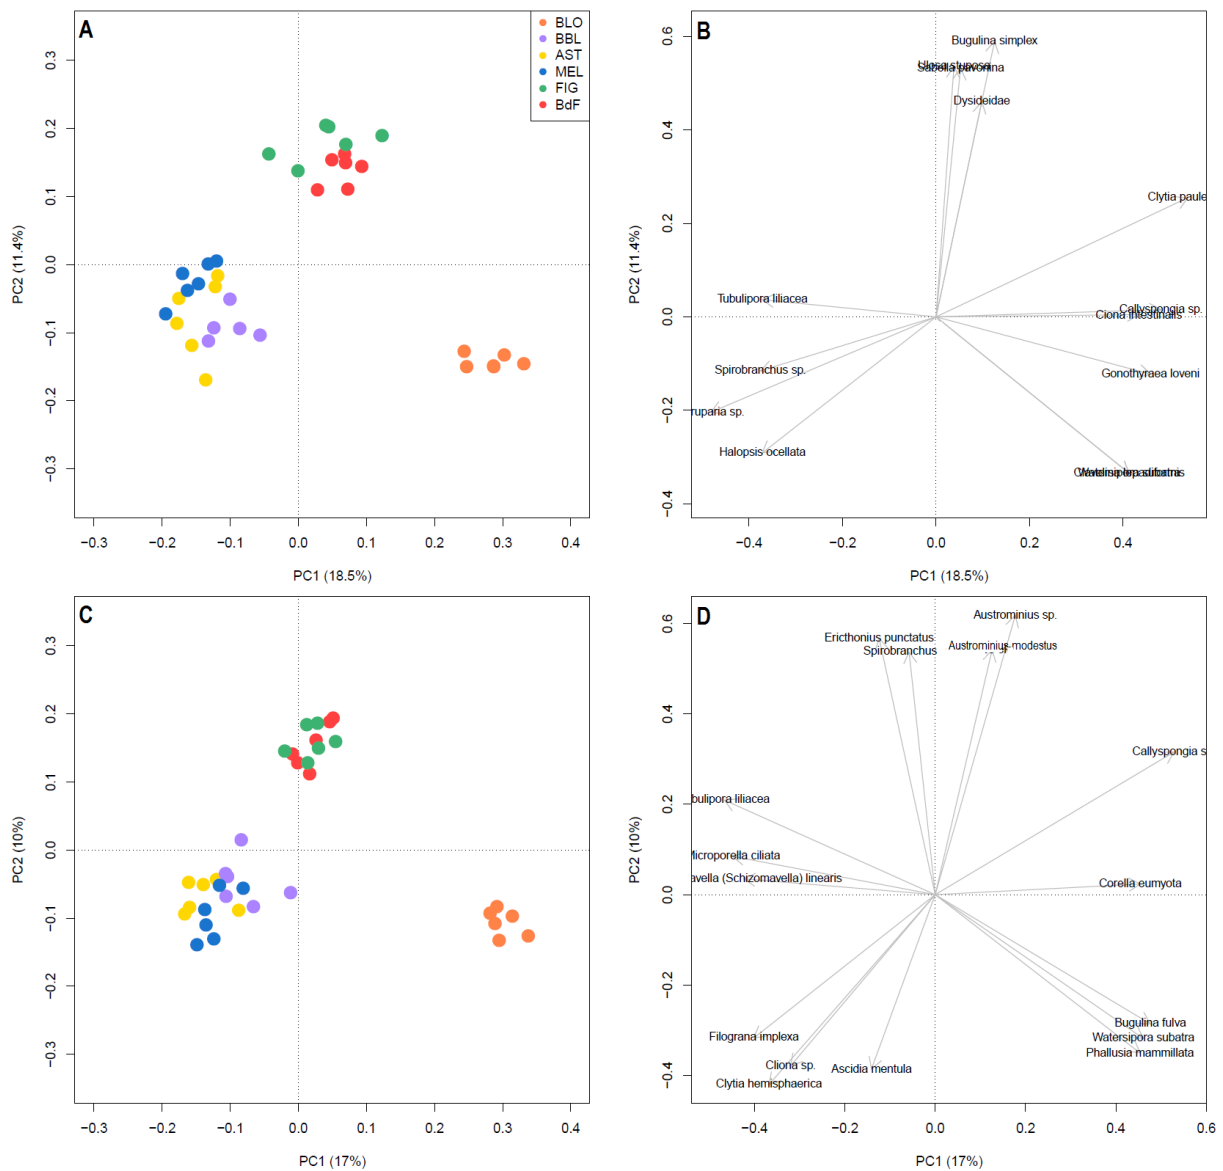 A
BLO
BBL
AST
MEL
FIG
BdF
0.3
0.2
0.1
0.0
−0.1
−0.2
−0.3
PC2 (11.4%)
−0.3 −0.2 −0.1 0.0 0.1 0.2 0.3 0.4
PC1 (18.5%)
B
Bugulina simplex
Sabella pavonina
Dysideidae
Clytia paule
Tubulipora liliacea
Callyspongia sp.
Ciona intestinalis
Spirobranchus sp.
Gonothyraea loveni
ruparia sp.
Halopsis ocellata
0.6
0.4
0.2
0.0
−0.2
−0.4
PC2 (11.4%)
−0.4 −0.2 0.0 0.2 0.4 0.6
PC1 (18.5%)
C
0.3
0.2
0.1
0.0
−0.1
−0.2
−0.3
PC2 (10%)
−0.3 −0.2 −0.1 0.0 0.1 0.2 0.3 0.4
PC1 (17%)
D
Austrominius sp.
Ericthonius punctatus
Spirobranchus
Austrominius modestus
Callyspongia s
bulipora liliacea
Microporella ciliata
avella (Schizomavella) linearis
Corella eumyota
Bugulina fulva
Filograna implexa
Watersipora subatra
Phallusia mammillata
Cliona sp.
Ascidia mentula
Clytia hemisphaerica
0.6
0.4
0.2
0.0
−0.2
−0.4
PC2 (10%)
−0.4 −0.2 0.0 0.2 0.4 0.6
PC1 (17%)